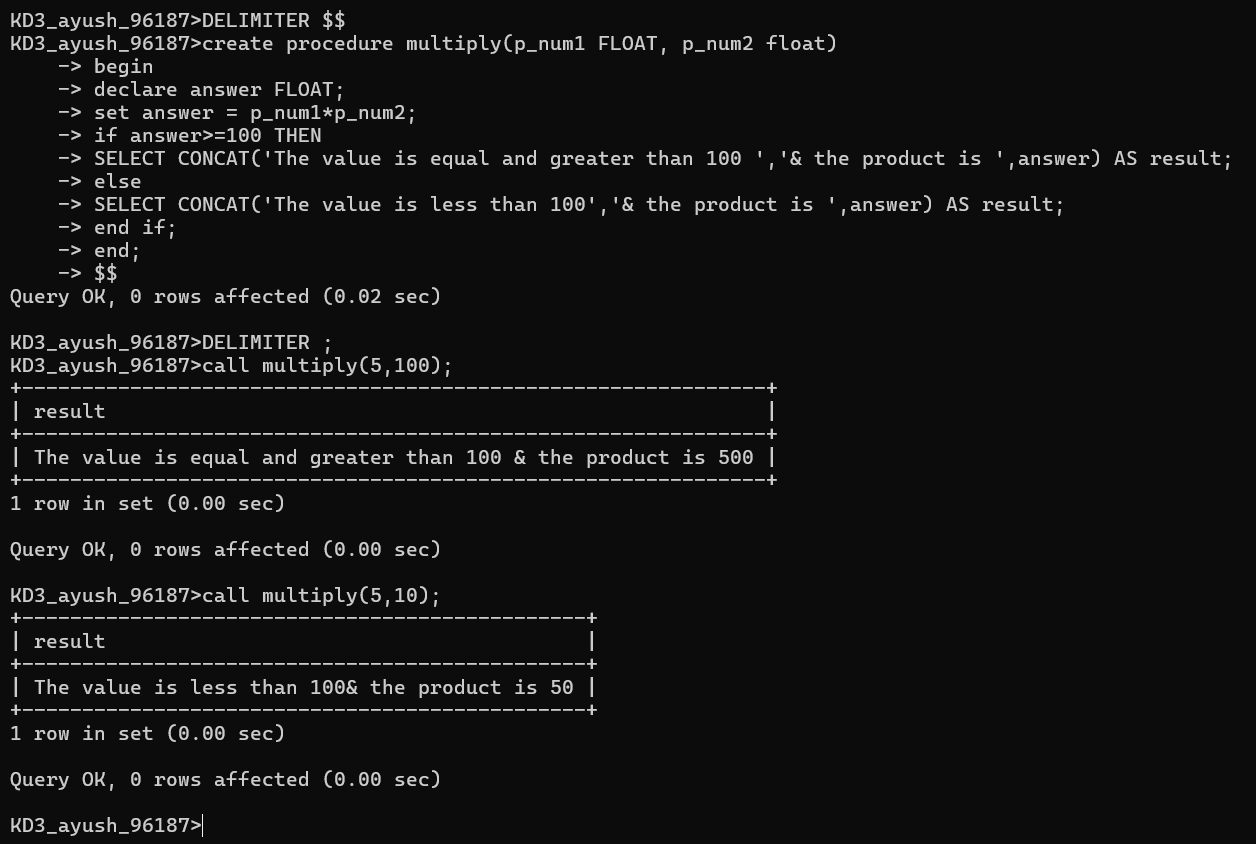 KD3_ayush_96187>DELIMITER $$
KD3_ayush_96187>create procedure multiply(p_num1 FLOAT, p_num2 float)
    -> begin
    -> declare answer FLOAT;
    -> set answer = p_num1*p_num2;
    -> if answer>=100 THEN
    -> SELECT CONCAT('The value is equal and greater than 100 ','& the product is ',answer) AS result;
    -> else
    -> SELECT CONCAT('The value is less than 100','& the product is ',answer) AS result;
    -> end if;
    -> end;
    -> $$
Query OK, 0 rows affected (0.02 sec)

KD3_ayush_96187>DELIMITER ;
KD3_ayush_96187>call multiply(5,100);
+--------------------------------------------------------------+
| result                                                       |
+--------------------------------------------------------------+
| The value is equal and greater than 100 & the product is 500 |
+--------------------------------------------------------------+
1 row in set (0.00 sec)

Query OK, 0 rows affected (0.00 sec)

KD3_ayush_96187>call multiply(5,10);
+-----------------------------------------------+
| result                                        |
+-----------------------------------------------+
| The value is less than 100& the product is 50 |
+-----------------------------------------------+
1 row in set (0.00 sec)

Query OK, 0 rows affected (0.00 sec)

KD3_ayush_96187>